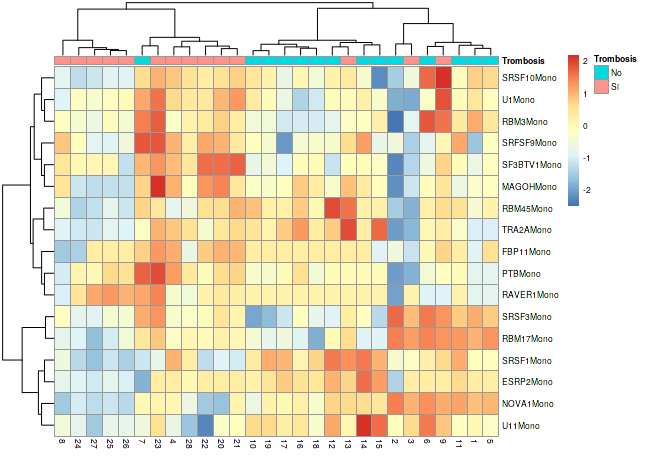 Trombosis
SRSF10Mono
U1Mono
RBM3Mono
SRFSF9Mono
SF3BTV1Mono
MAGOHMono
RBM45Mono
TRA2AMono
FBP11Mono
PTBMono
RAVER1Mono
SRSF3Mono
RBM17Mono
SRSF1Mono
ESRP2Mono
NOVA1Mono
U11Mono
8 24 27 25 26 7 23 4 28 22 20 21 10 19 17 16 18 12 13 14 15 2 3 6 9 11 1 5
2
1
0
-1
-2
Trombosis
No
SI